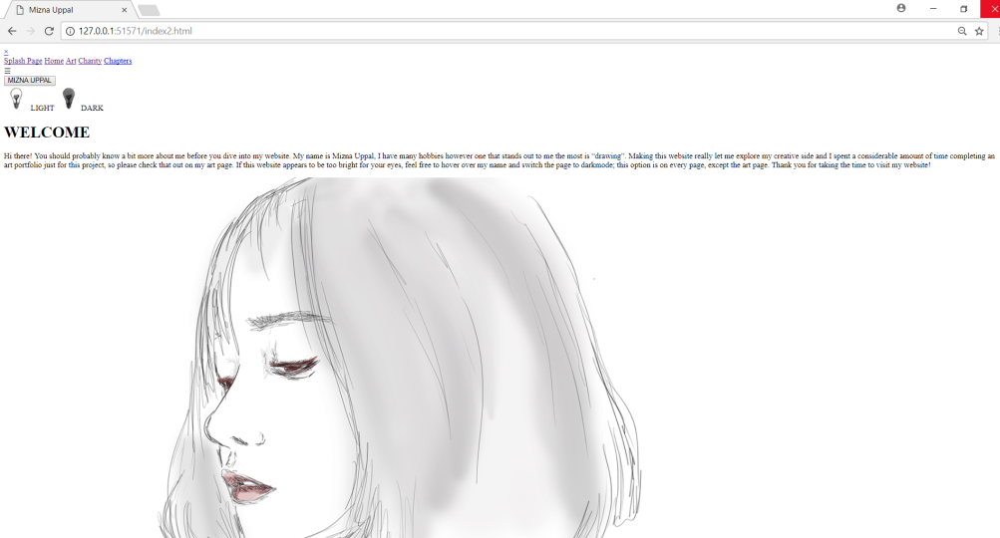 Mizna Uppal
127.0.0.1:51571/index2.html
×
Splash Page Home Art Charity Chapters
☰
MIZNA UPPAL
LIGHT DARK
WELCOME
Hi there! You should probably know a bit more about me before you dive into my website. My name is Mizna Uppal, I have many hobbies however one that stands out to me the most is "drawing". Making this website really let me explore my creative side and I spent a considerable amount of time completing an
art portfolio just for this project, so please check that out on my art page. If this website appears to be too bright for your eyes, feel free to hover over my name and switch the page to darkmode; this option is on every page, except the art page. Thank you for taking the time to visit my website!